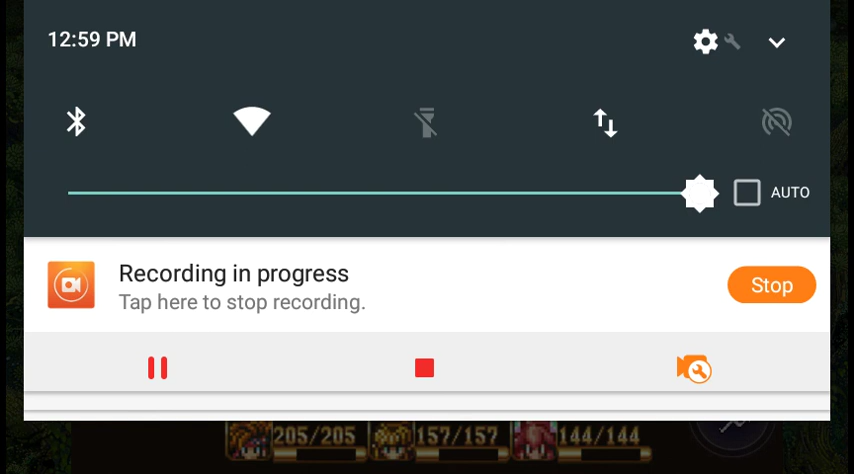 12:59 PM
AUTO
Recording in progress
Tap here to stop recording.
Stop
205/205 157/157 144/144